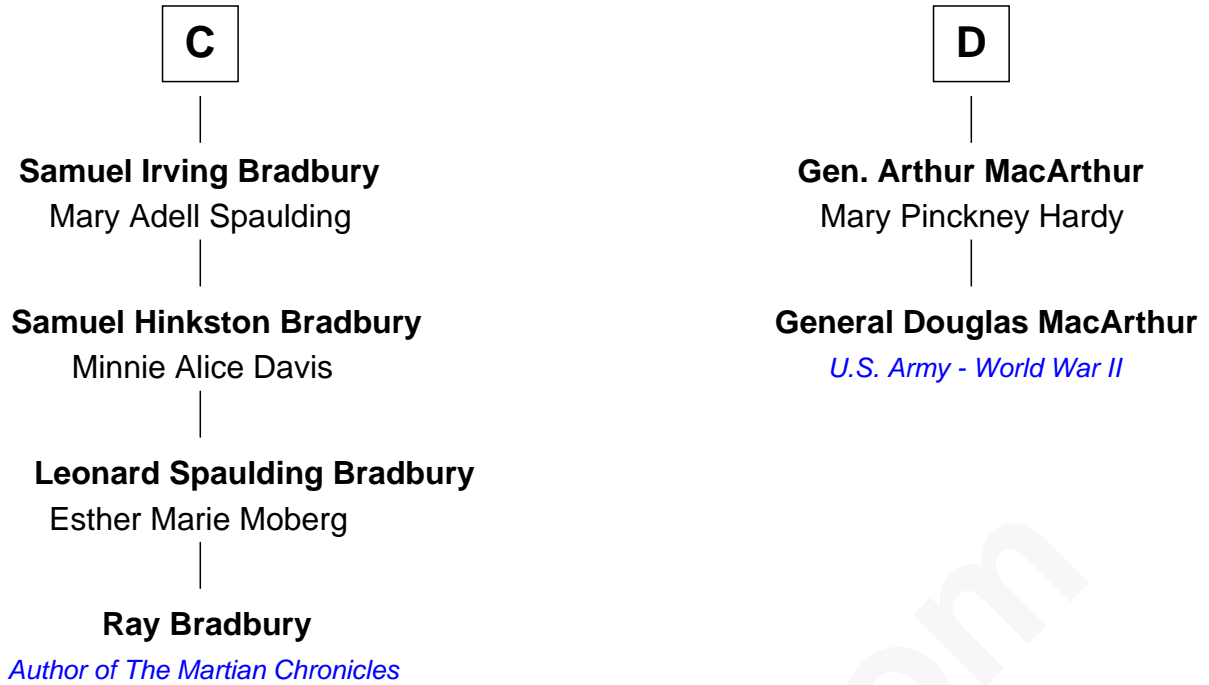 C
Samuel Irving Bradbury
Mary Adell Spaulding
Samuel Hinkston Bradbury
Minnie Alice Davis
Leonard Spaulding Bradbury
Esther Marie Moberg
Ray Bradbury
Author of The Martian Chronicles
D
Gen. Arthur MacArthur
Mary Pinckney Hardy
General Douglas MacArthur
U.S. Army - World War II
om